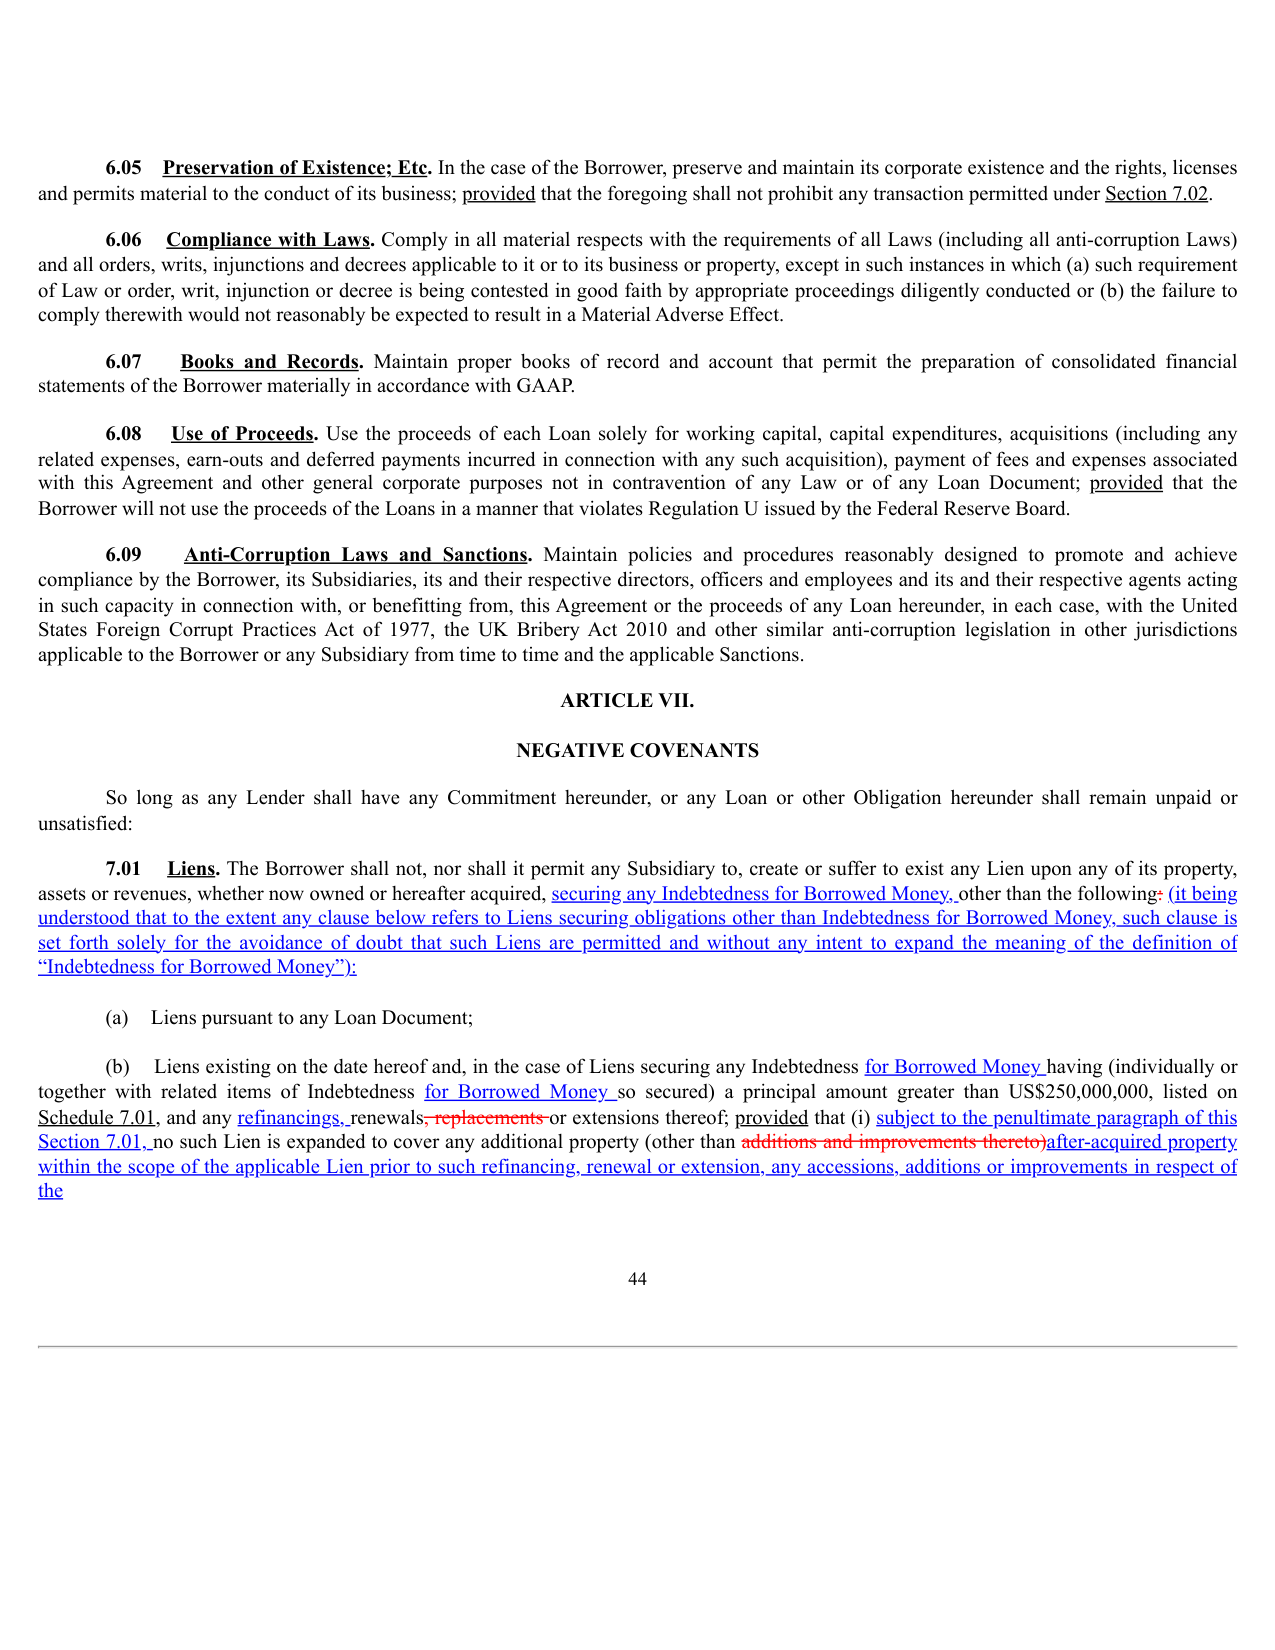 6.05 Preservation of Existence; Etc. In the case of the Borrower, preserve and maintain its corporate existence and the rights, licenses
and permits material to the conduct of its business; provided that the foregoing shall not prohibit any transaction permitted under Section 7.02.
6.06 Compliance with Laws. Comply in all material respects with the requirements of all Laws (including all anti-corruption Laws)
and all orders, writs, injunctions and decrees applicable to it or to its business or property, except in such instances in which (a) such requirement
of Law or order, writ, injunction or decree is being contested in good faith by appropriate proceedings diligently conducted or (b) the failure to
comply therewith would not reasonably be expected to result in a Material Adverse Effect.
6.07 Books and Records. Maintain proper books of record and account that permit the preparation of consolidated financial
statements of the Borrower materially in accordance with GAAP.
6.08 Use of Proceeds. Use the proceeds of each Loan solely for working capital, capital expenditures, acquisitions (including any
related expenses, earn-outs and deferred payments incurred in connection with any such acquisition), payment of fees and expenses associated
with this Agreement and other general corporate purposes not in contravention of any Law or of any Loan Document; provided that the
Borrower will not use the proceeds of the Loans in a manner that violates Regulation U issued by the Federal Reserve Board.
6.09 Anti-Corruption Laws and Sanctions. Maintain policies and procedures reasonably designed to promote and achieve
compliance by the Borrower, its Subsidiaries, its and their respective directors, officers and employees and its and their respective agents acting
in such capacity in connection with, or benefitting from, this Agreement or the proceeds of any Loan hereunder, in each case, with the United
States Foreign Corrupt Practices Act of 1977, the UK Bribery Act 2010 and other similar anti-corruption legislation in other jurisdictions
applicable to the Borrower or any Subsidiary from time to time and the applicable Sanctions.
ARTICLE VII.
NEGATIVE COVENANTS
So long as any Lender shall have any Commitment hereunder, or any Loan or other Obligation hereunder shall remain unpaid or
unsatisfied:
7.01 Liens. The Borrower shall not, nor shall it permit any Subsidiary to, create or suffer to exist any Lien upon any of its property,
assets or revenues, whether now owned or hereafter acquired, securing any Indebtedness for Borrowed Money, other than the following: (it being
understood that to the extent any clause below refers to Liens securing obligations other than Indebtedness for Borrowed Money, such clause is
set forth solely for the avoidance of doubt that such Liens are permitted and without any intent to expand the meaning of the definition of
“Indebtedness for Borrowed Money”):
(a) Liens pursuant to any Loan Document;
(b) Liens existing on the date hereof and, in the case of Liens securing any Indebtedness for Borrowed Money having (individually or
together with related items of Indebtedness for Borrowed Money so secured) a principal amount greater than US$250,000,000, listed on
Schedule 7.01, and any refinancings, renewals, replacements or extensions thereof; provided that (i) subject to the penultimate paragraph of this
Section 7.01, no such Lien is expanded to cover any additional property (other than additions and improvements thereto)after-acquired property
within the scope of the applicable Lien prior to such refinancing, renewal or extension, any accessions, additions or improvements in respect of
the
44